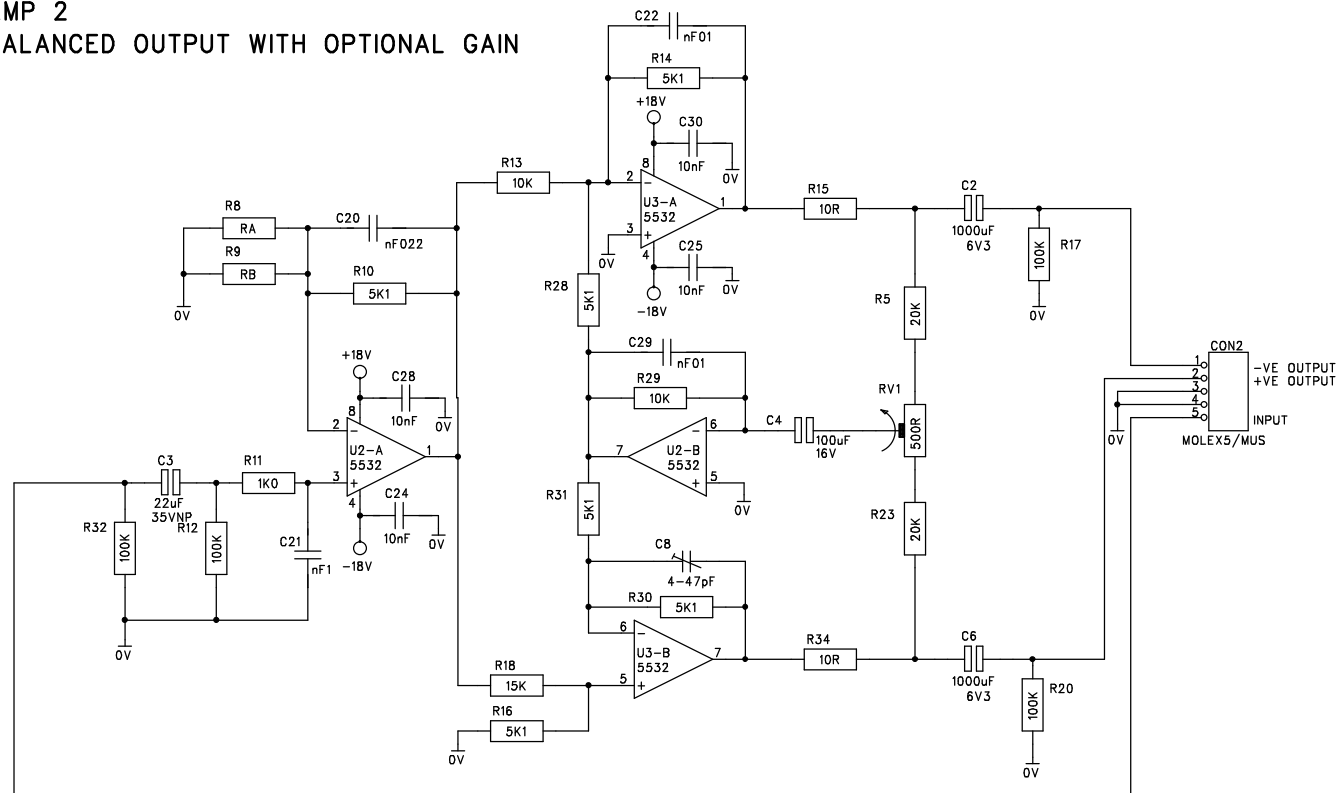 MP 2
ALANCED OUTPUT WITH OPTIONAL GAIN
C22
nF01
R14
5K1
+18V
C30
10nF
0V
8
R13
10K
2
U3-A
5532
1
3
4
0V
C25
10nF
0V
-18V
R15
10R
C2
1000uF
6V3
R17
100K
0V
R8
RA
C20
nF022
R9
RB
R10
5K1
0V
R28
5K1
R5
20K
+18V
C28
10nF
0V
8
2
U2-A
5532
1
3
4
C24
10nF
0V
-18V
C29
nF01
R29
10K
6
7
U2-B
5532
5
0V
C4
100uF
16V
RV1
500R
CON2
1
2
3
4
5
-VE OUTPUT
+VE OUTPUT
INPUT
0V
MOLEX5/MUS
C3
22uF
35VNP
R11
1K0
R32
100K
R12
100K
C21
nF1
0V
R31
5K1
R23
20K
C8
4-47pF
R30
5K1
6
U3-B
5532
7
5
R18
15K
R16
5K1
0V
R34
10R
C6
1000uF
6V3
R20
100K
0V